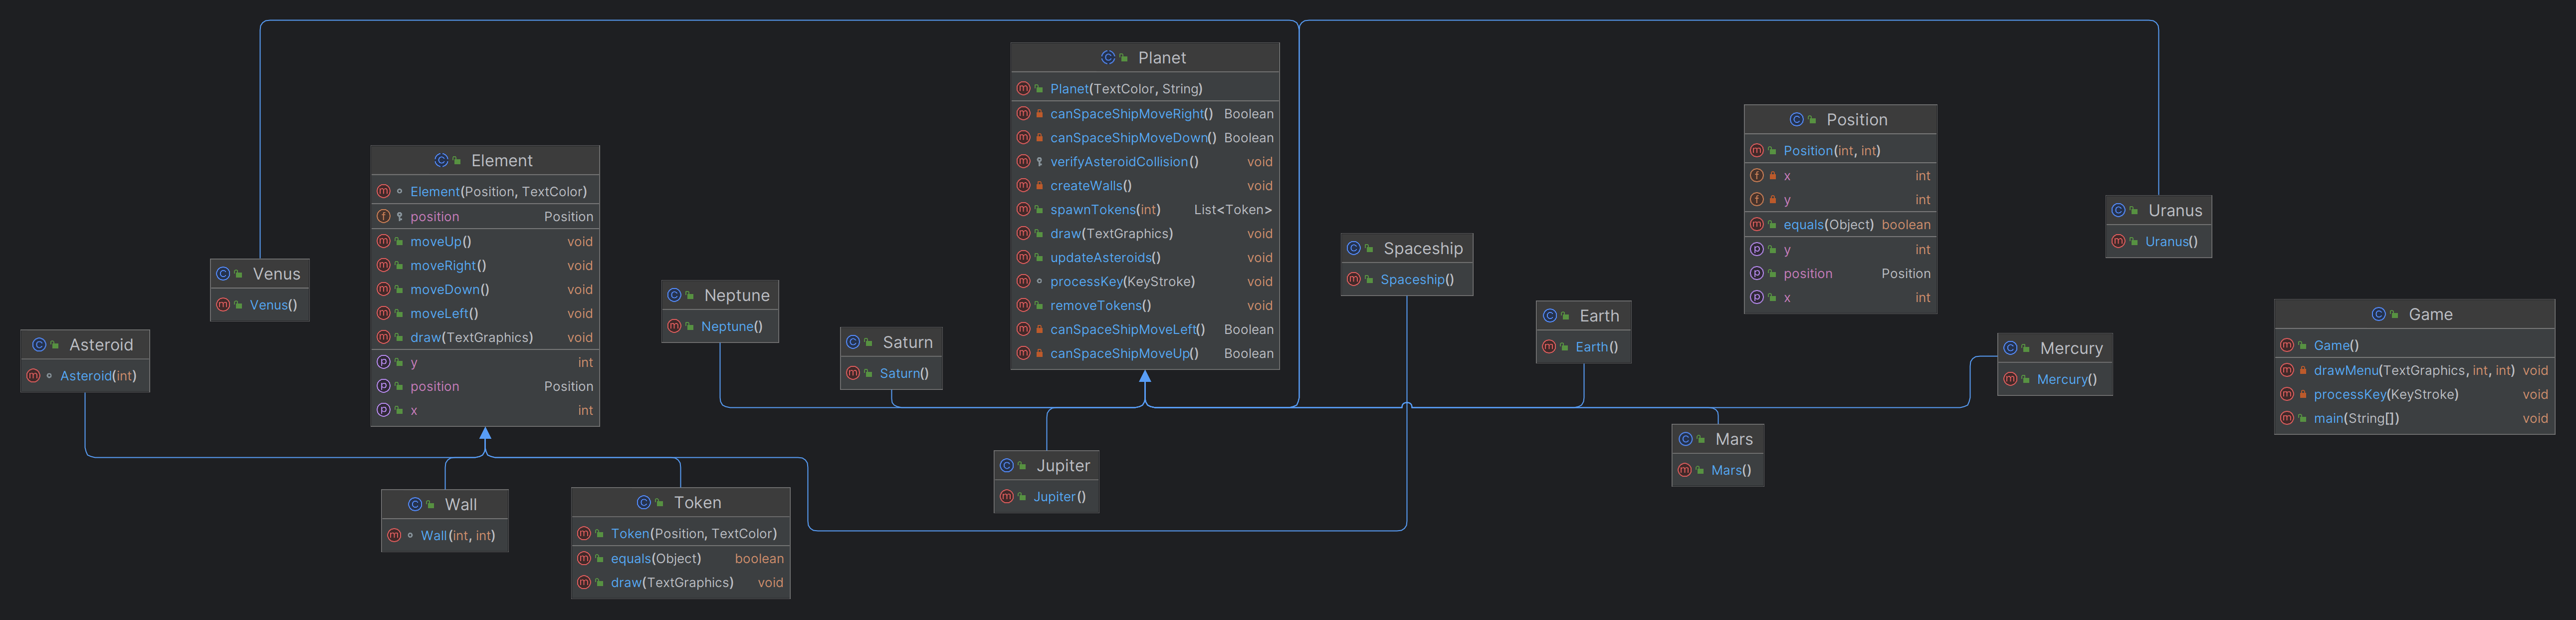 Planet
Planet(TextColor, String)
canSpaceShipMoveRight() Boolean
canSpaceShipMoveDown() Boolean
verifyAsteroidCollision() void
createWalls() void
spawnTokens(int) List<Token>
draw(TextGraphics) void
updateAsteroids() void
processKey(KeyStroke) void
removeTokens() void
canSpaceShipMoveLeft() Boolean
canSpaceShipMoveUp() Boolean
Position
Position(int, int)
x int
y int
equals(Object) boolean
y int
position Position
x int
Element
Element(Position, TextColor)
position Position
moveUp() void
moveRight() void
moveDown() void
moveLeft() void
draw(TextGraphics) void
y int
position Position
x int
Uranus
Uranus()
Spaceship
Spaceship()
Venus
Venus()
Neptune
Neptune()
Earth
Earth()
Game
Game()
drawMenu(TextGraphics, int, int) void
processKey(KeyStroke) void
main(String[]) void
Saturn
Saturn()
Asteroid
Asteroid(int)
Mercury
Mercury()
Mars
Mars()
Jupiter
Jupiter()
Wall
Wall(int, int)
Token
Token(Position, TextColor)
equals(Object) boolean
draw(TextGraphics) void